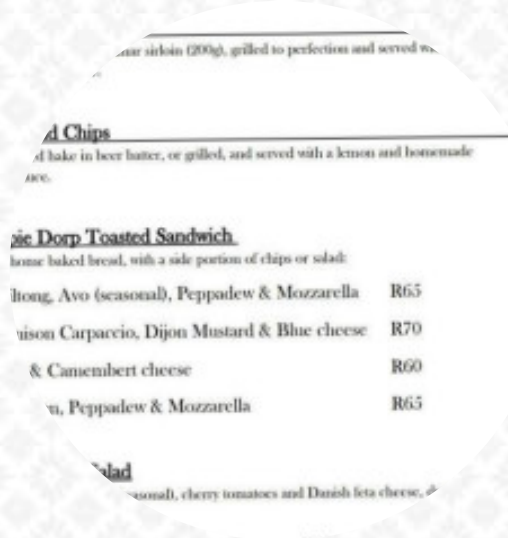 sirloin (200g), grilled to perfection and served
Chips
hake in beer batter, or grilled, and served with a lemon and homemade
Dorp Toasted Sandwich
home baked bread, with a side portion of chips or salad:
Avo (seasonal), Peppadew & Mozzarella R65
Carpaccio, Dijon Mustard & Blue cheese R70
& Camembert cheese R60
Peppadew & Mozzarella R65
cherry tomatoes and Danish feta cheese,